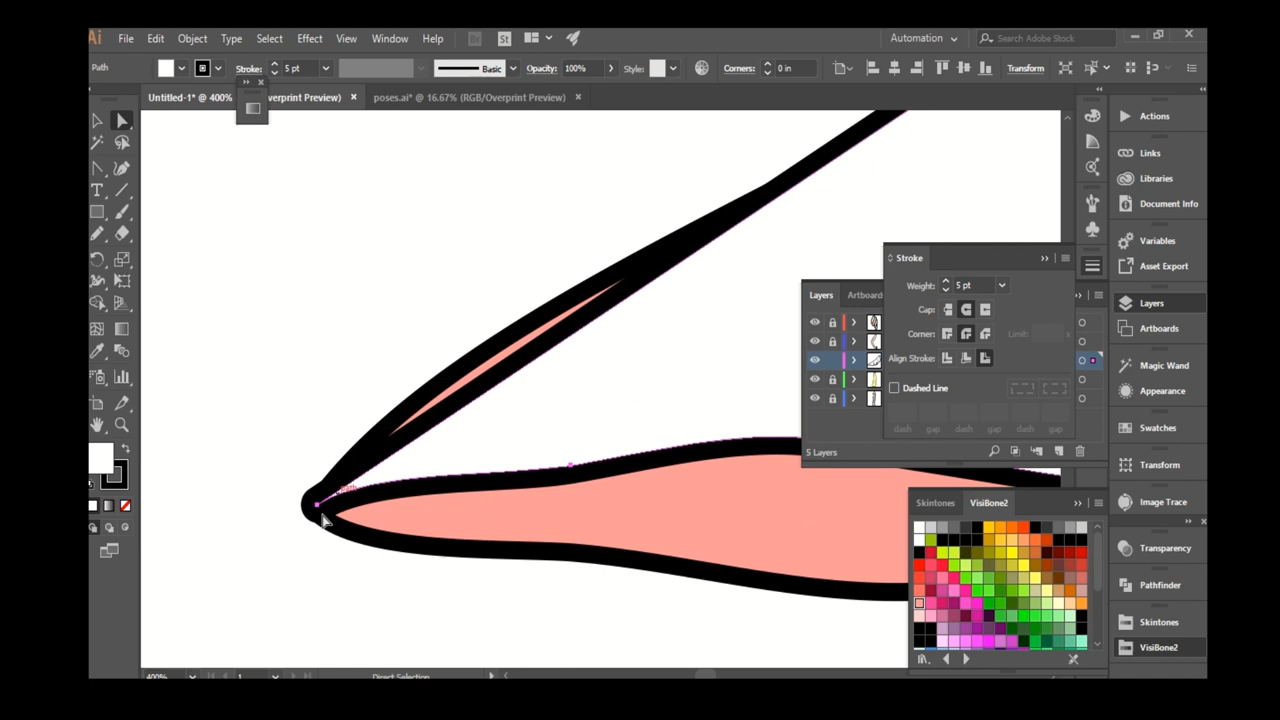 Ai File Edit Object Type Select Effect View Window Help Br St Automation Search Adobe Stock
Path Stroke: 5 pt Basic Opacity: 100% Style: Corners: 0 in Transform
Untitled-1* @ 400% verprint Preview) × poses.ai* @ 16.67% (RGB/Overprint Preview) ×
Actions
Links
Libraries
Document Info
Variables
Asset Export
Layers
Artboards
Magic Wand
Appearance
Swatches
Transform
Image Trace
Transparency
Pathfinder
Skintones
VisiBone2
Stroke
Weight: 5 pt
Cap:
Corner: Limit: x
Align Stroke:
Dashed Line
dash gap dash gap dash gap
Layers Artboard
5 Layers
Skintones VisiBone2
400% 1 Direct Selection